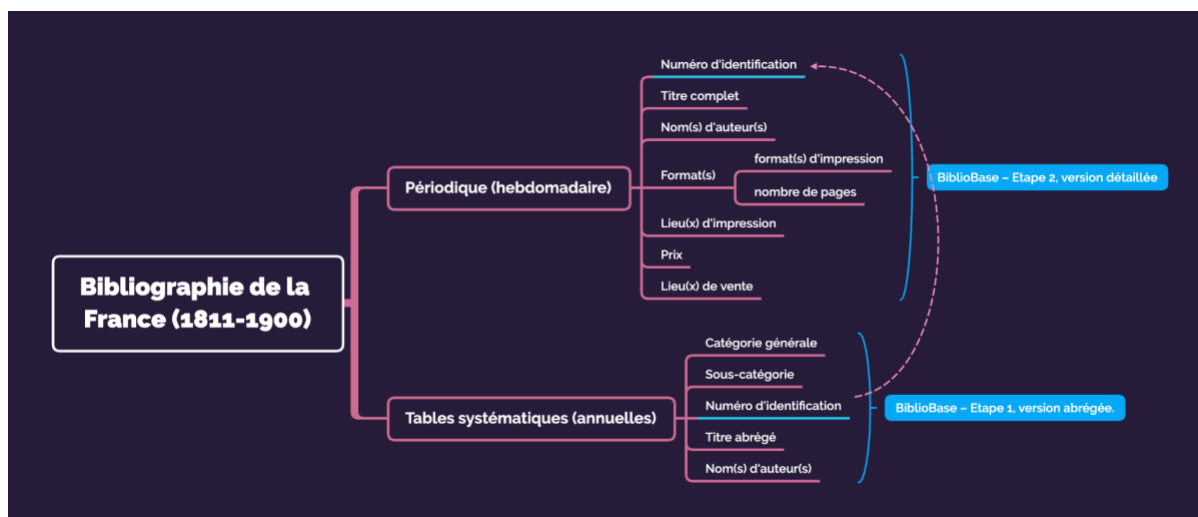 Bibliographie de la
France (1811-1900)
Périodique (hebdomadaire)
Numéro d'identification
Titre complet
Nom(s) d'auteur(s)
Format(s)
format(s) d'impression
nombre de pages
Lieu(x) d'impression
Prix
Lieu(x) de vente
BiblioBase – Etape 2, version détaillée
Tables systématiques (annuelles)
Catégorie générale
Sous-catégorie
Numéro d'identification
Titre abrégé
Nom(s) d'auteur(s)
BiblioBase – Etape 1, version abrégée.